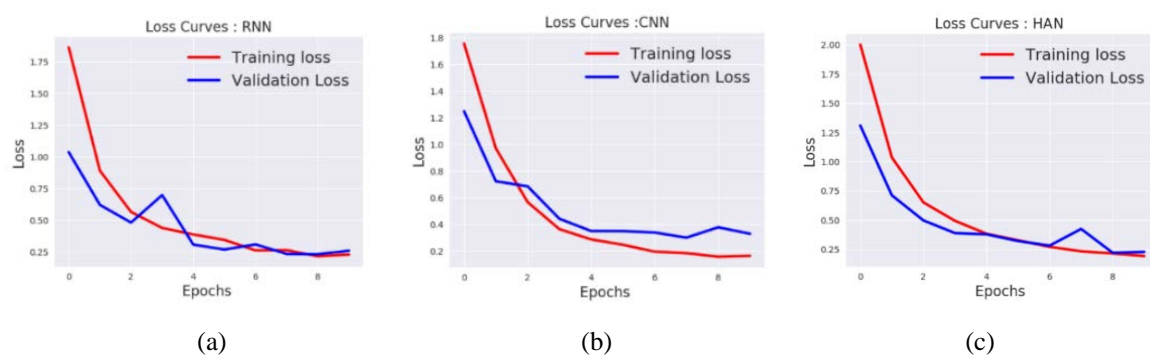 Loss Curves : RNN
Training loss
Validation Loss
1.75
1.50
1.25
1.00
0.75
0.50
0.25
Loss
0 2 4 6 8
Epochs
(a)
Loss Curves :CNN
Training loss
Validation Loss
1.8
1.6
1.4
1.2
1.0
0.8
0.6
0.4
0.2
Loss
0 2 4 6 8
Epochs
(b)
Loss Curves : HAN
Training loss
Validation Loss
2.00
1.75
1.50
1.25
1.00
0.75
0.50
0.25
Loss
0 2 4 6 8
Epochs
(c)